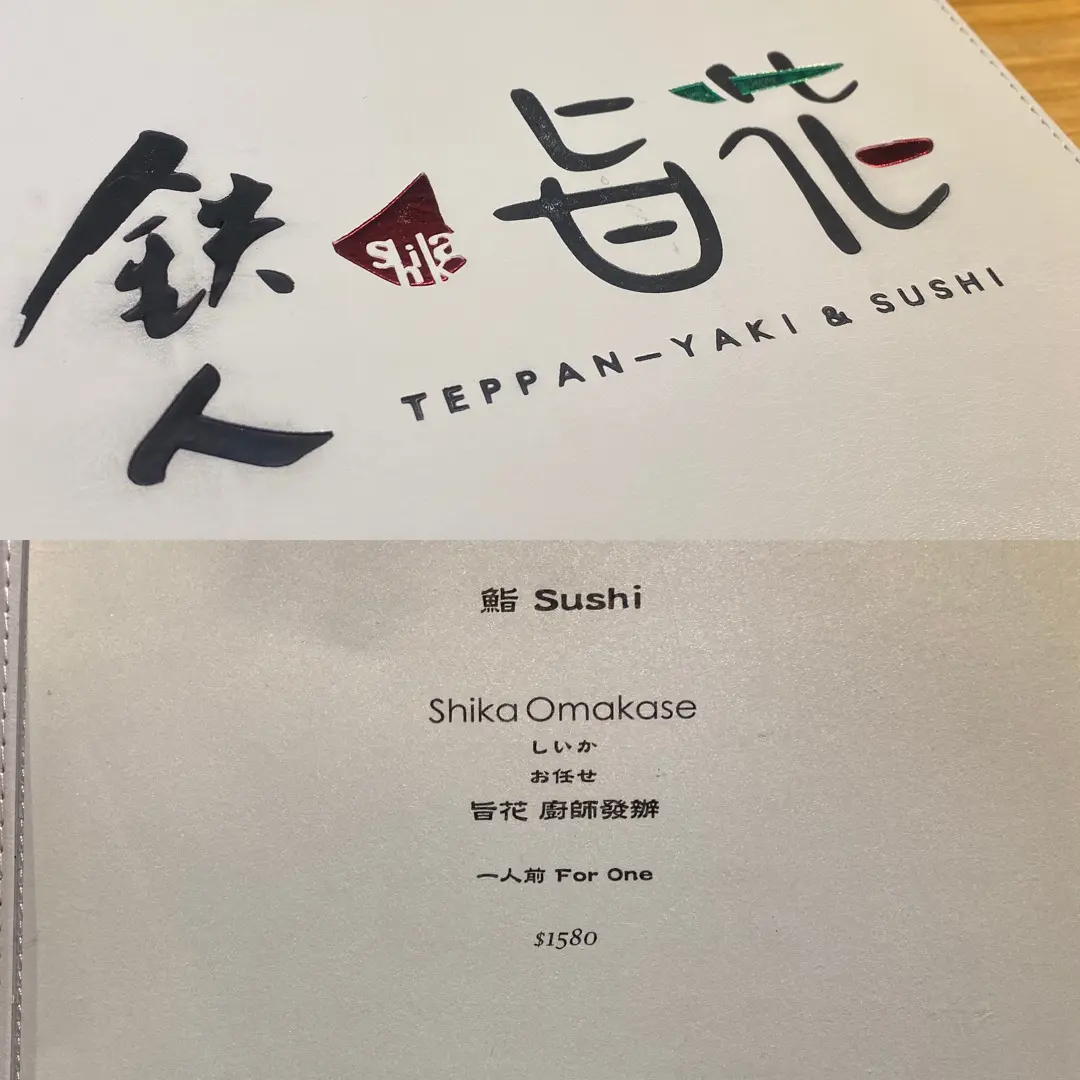 鉄人
shika
旨花
TEPPAN-YAKI & SUSHI
鮨 Sushi
Shika Omakase
しいか
お任せ
旨花 廚師發辦
一人前 For One
$1580